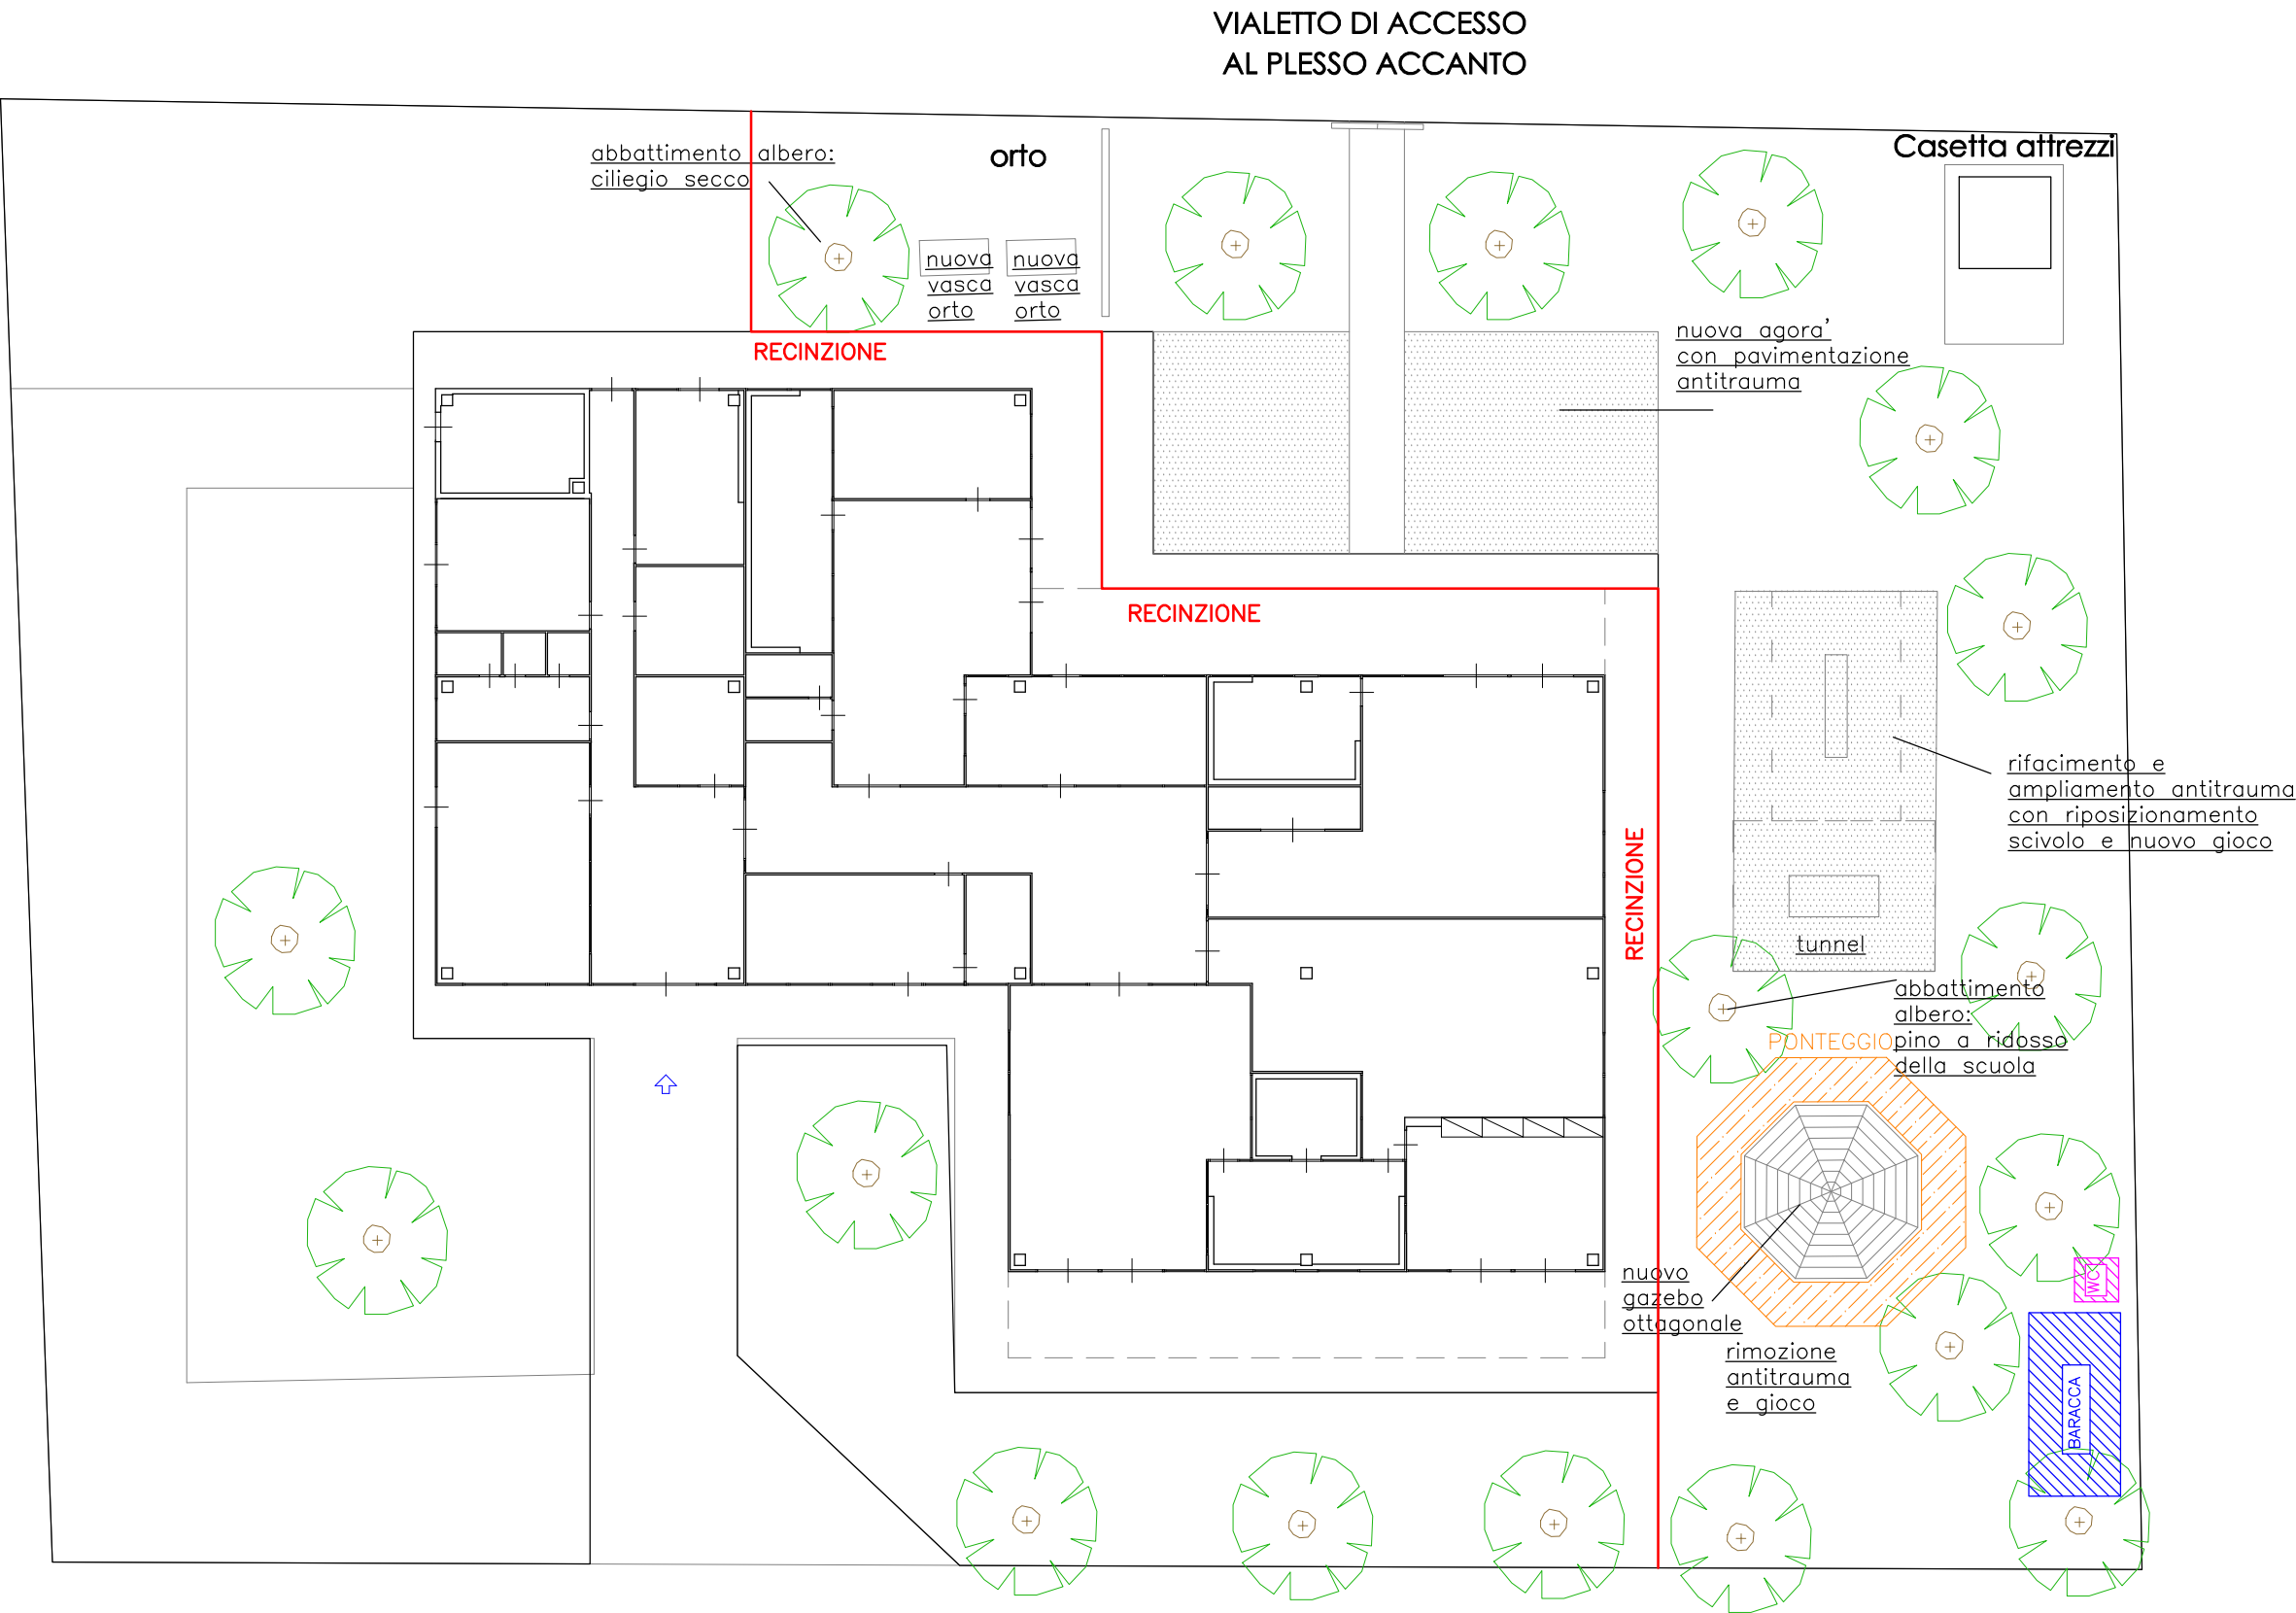 VIALETTO DI ACCESSO
AL PLESSO ACCANTO
Casetta attrezzi
abbattimento albero:
ciliegio secco
orto
nuova
vasca
orto
nuova
vasca
orto
RECINZIONE
nuova agora'
con pavimentazione
antitrauma
RECINZIONE
rifacimento e
ampliamento antitrauma
con riposizionamento
scivolo e nuovo gioco
RECINZIONE
tunnel
abbattimento
albero:
pino a ridosso
della scuola
PONTEGGIO
nuovo
gazebo
ottagonale
WC
rimozione
antitrauma
e gioco
BARACCA